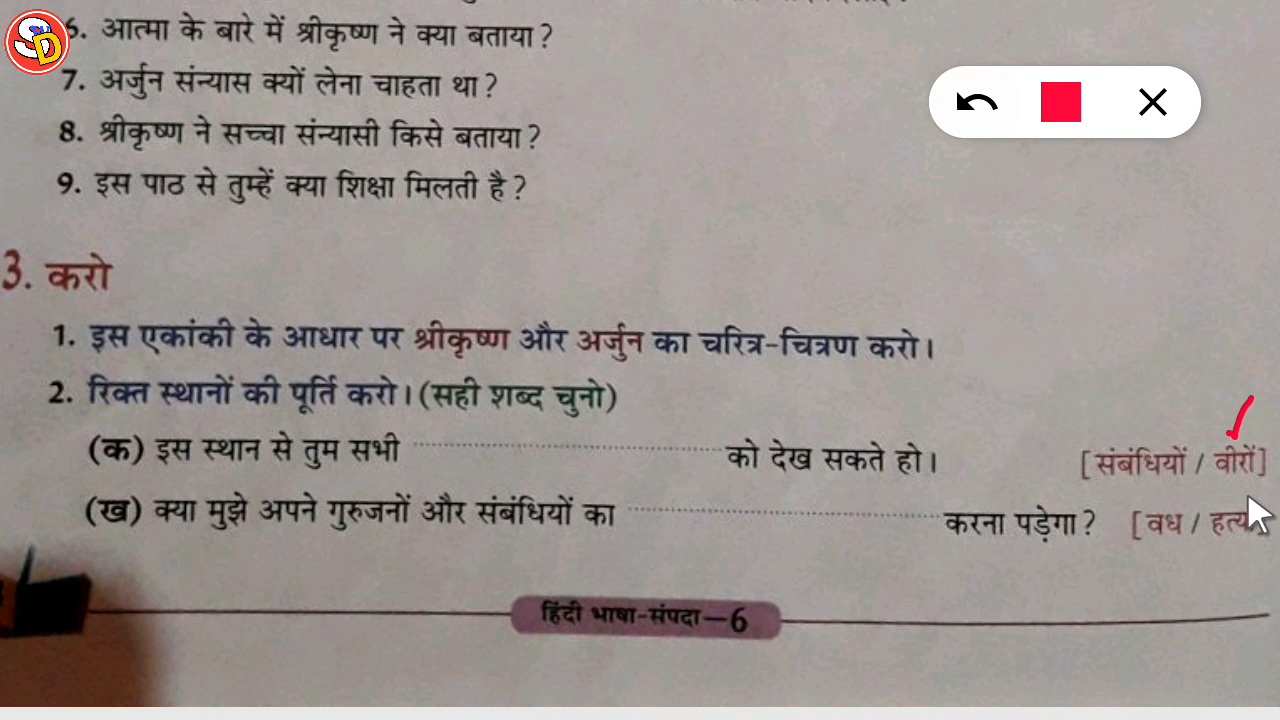 SD
6. आत्मा के बारे में श्रीकृष्ण ने क्या बताया?
7. अर्जुन संन्यास क्यों लेना चाहता था?
8. श्रीकृष्ण ने सच्चा संन्यासी किसे बताया?
9. इस पाठ से तुम्हें क्या शिक्षा मिलती है?
3. करो
1. इस एकांकी के आधार पर श्रीकृष्ण और अर्जुन का चरित्र-चित्रण करो।
2. रिक्त स्थानों की पूर्ति करो। (सही शब्द चुनो)
(क) इस स्थान से तुम सभी ........................ को देख सकते हो। [संबंधियों / वीरों]
(ख) क्या मुझे अपने गुरुजनों और संबंधियों का ........................ करना पड़ेगा? [वध /
हिंदी भाषा-संपदा—6